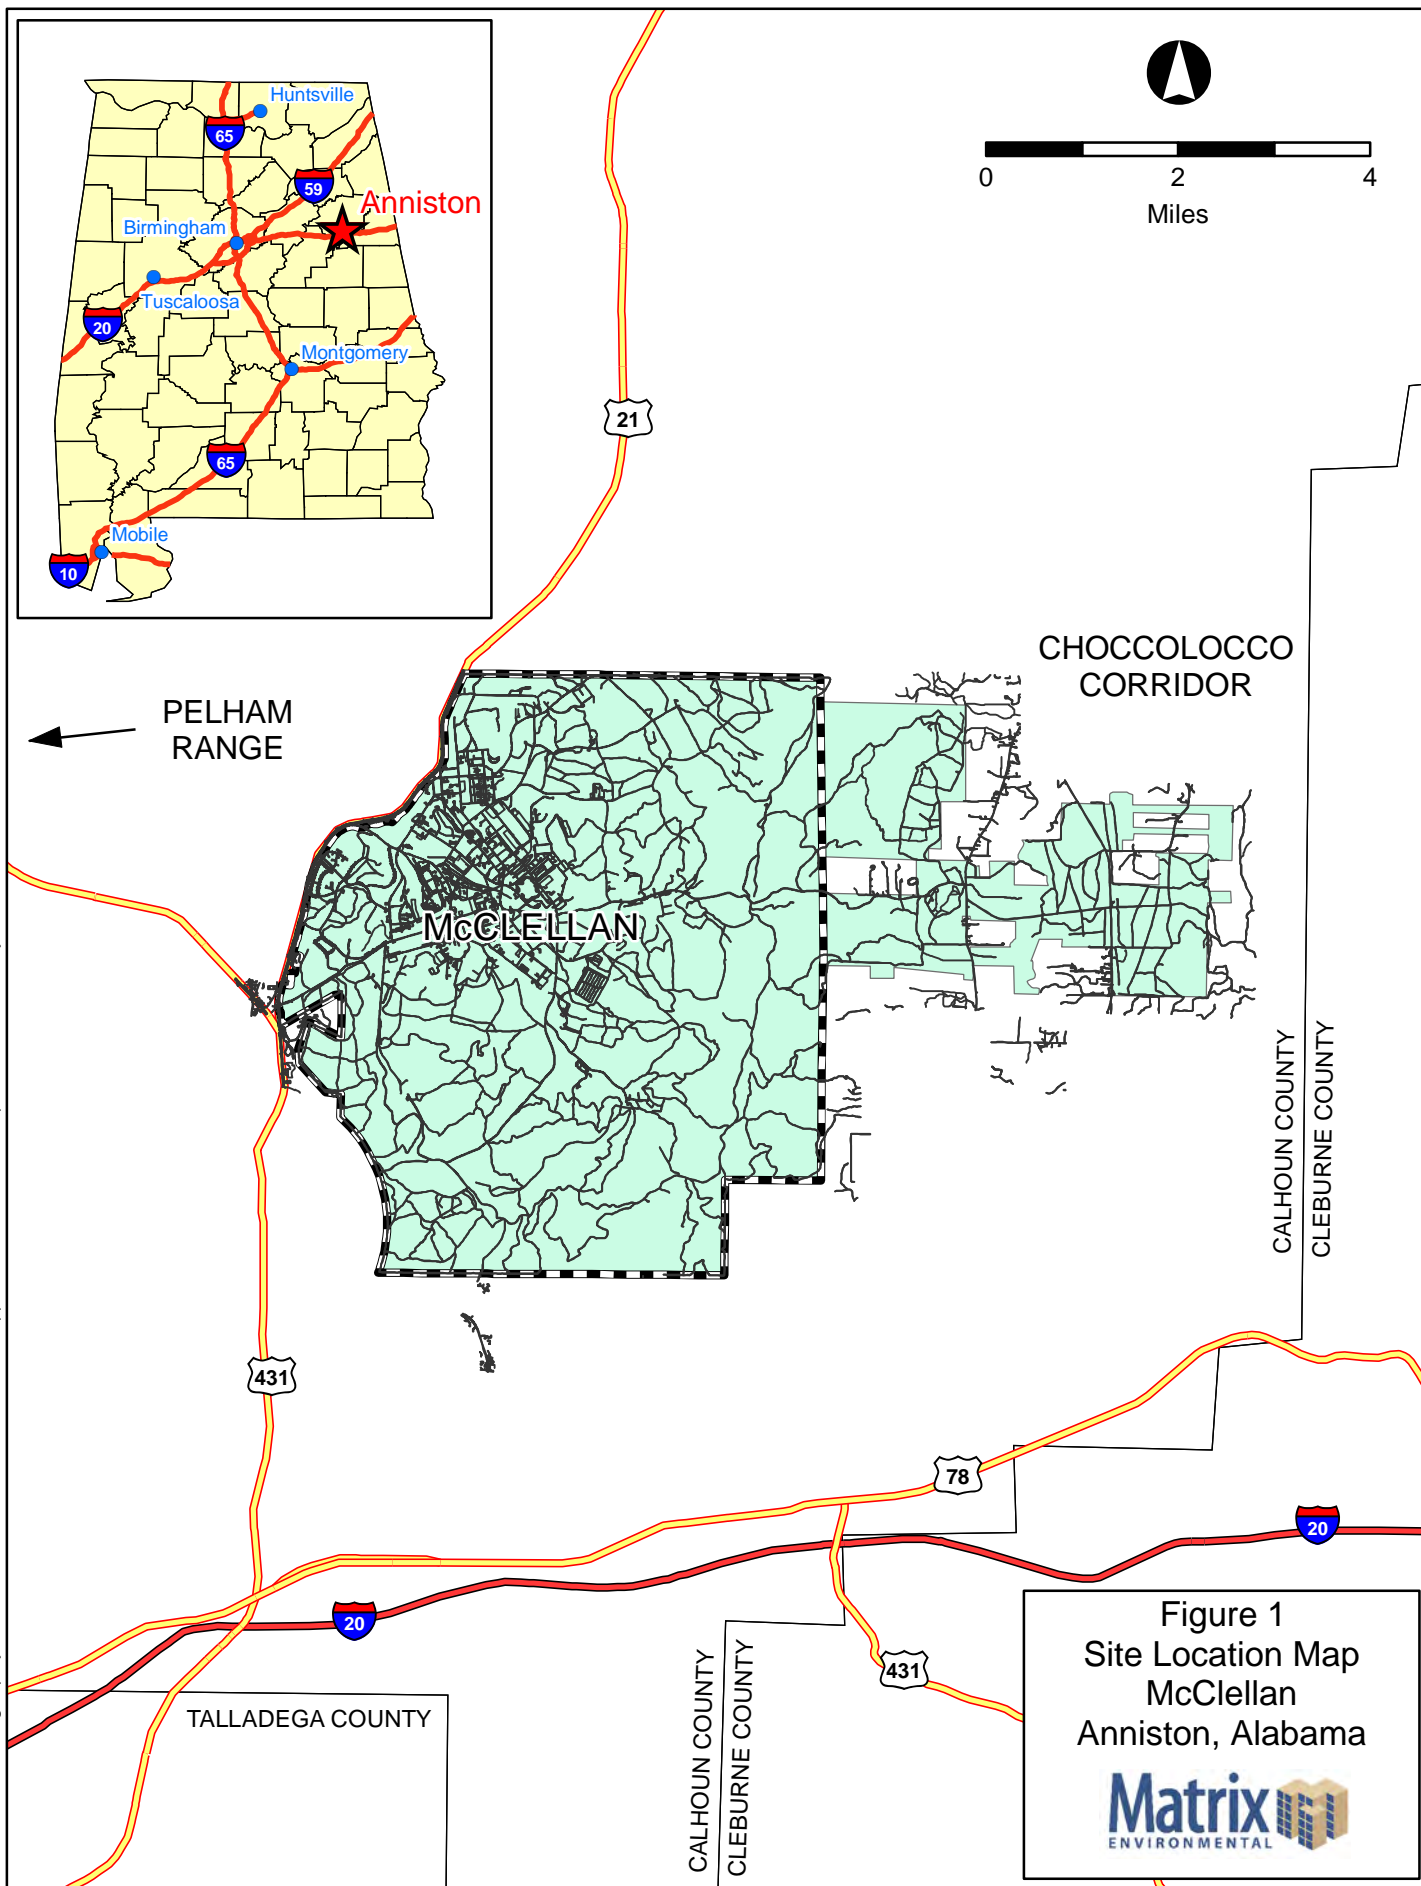 Huntsville
65
59
Anniston
Birmingham
Tuscaloosa
20
Montgomery
65
Mobile
10
0 2 4
Miles
21
CHOCCOLOCCO
CORRIDOR
PELHAM
RANGE
McCLELLAN
CALHOUN COUNTY
CLEBURNE COUNTY
431
78
20
20
431
TALLADEGA COUNTY
CALHOUN COUNTY
CLEBURNE COUNTY
Figure 1
Site Location Map
McClellan
Anniston, Alabama
Matrix
ENVIRONMENTAL